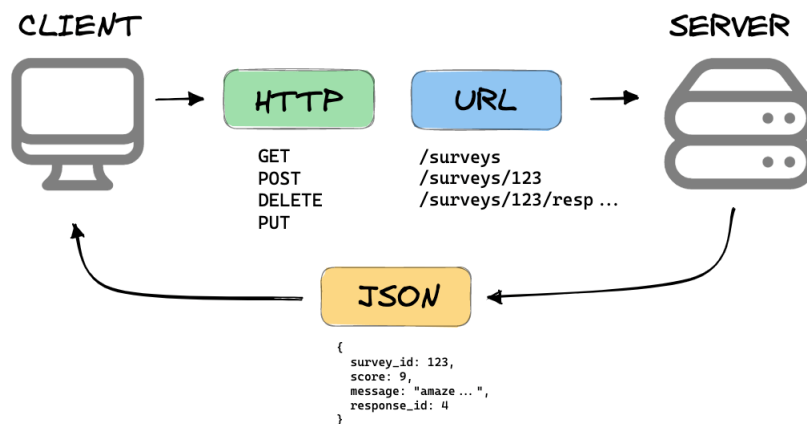 CLIENT
SERVER
HTTP
URL
GET
POST
DELETE
PUT
/surveys
/surveys/123
/surveys/123/resp...
JSON
{
survey_id: 123,
score: 9,
message: "amaze...",
response_id: 4
}